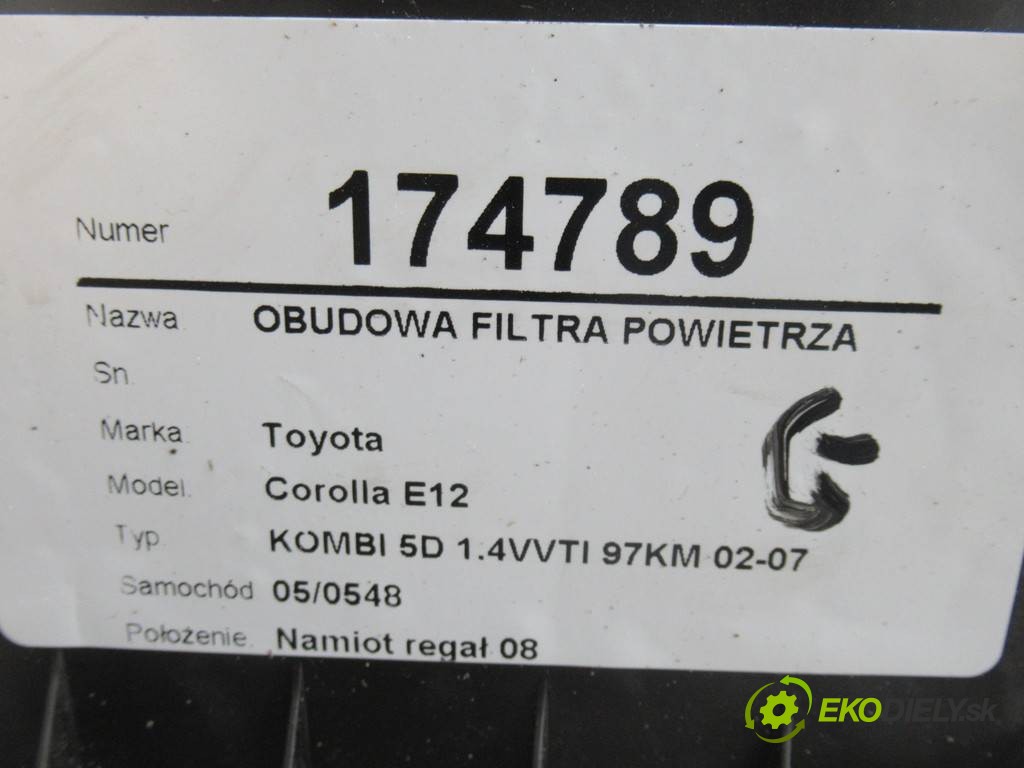 Numer 174789
Nazwa OBUDOWA FILTRA POWIETRZA
Sn.
Marka. Toyota
Model. Corolla E12
Typ. KOMBI 5D 1.4VVTI 97KM 02-07
Samochód 05/0548
Położenie. Namiot regał 08
G
EKODIELY.sk